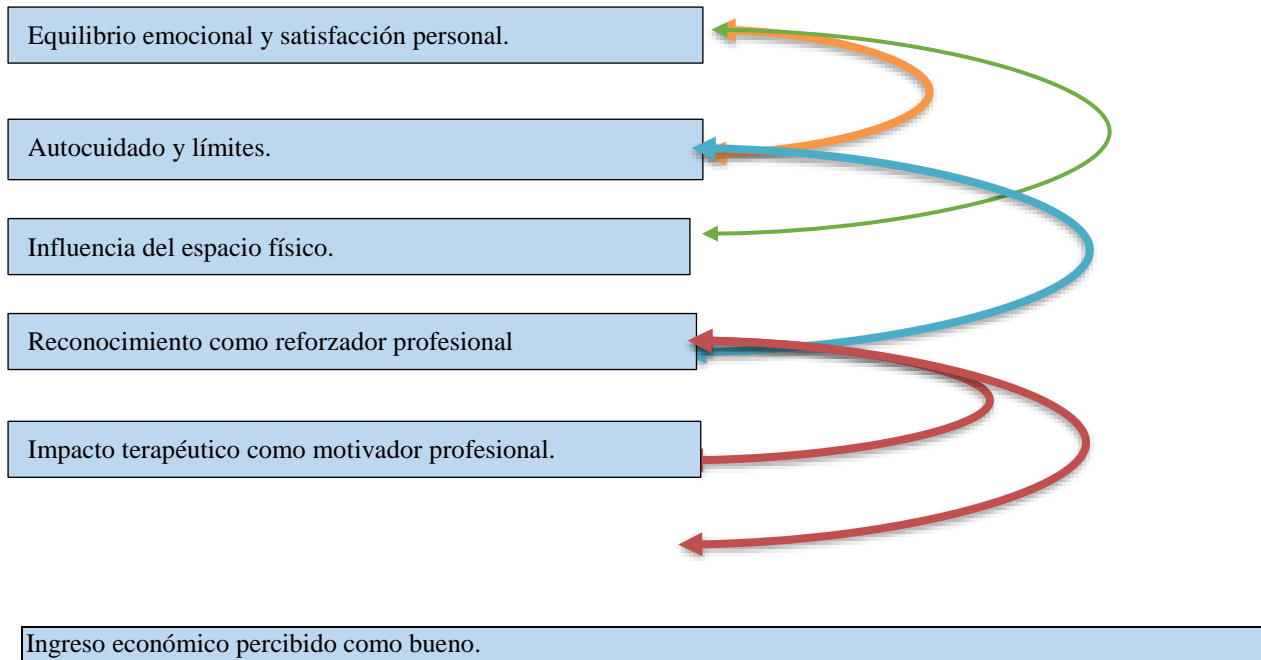 Equilibrio emocional y satisfacción personal.
Autocuidado y límites.
Influencia del espacio físico.
Reconocimiento como reforzador profesional
Impacto terapéutico como motivador profesional.
Ingreso económico percibido como bueno.